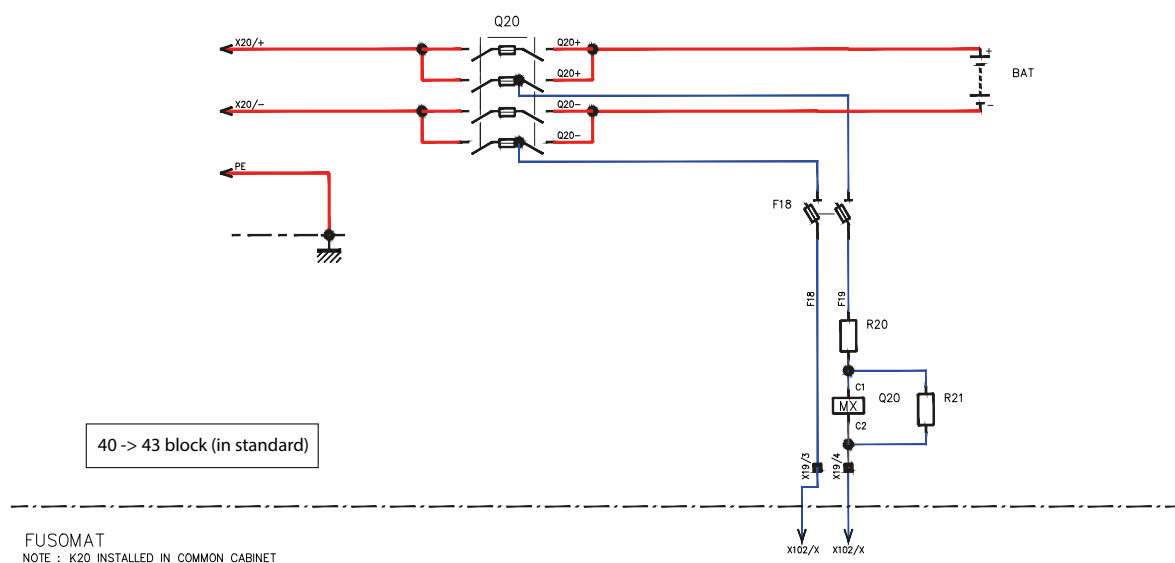 Q20
X20/+
Q20+
+
BAT
Q20+
X20/-
Q20-
-
Q20-
PE
F18
F18
F19
R20
C1
MX
Q20
R21
C2
40 -> 43 block (in standard)
X19/3
X19/4
FUSOMAT
NOTE : K20 INSTALLED IN COMMON CABINET
X102/X
X102/X